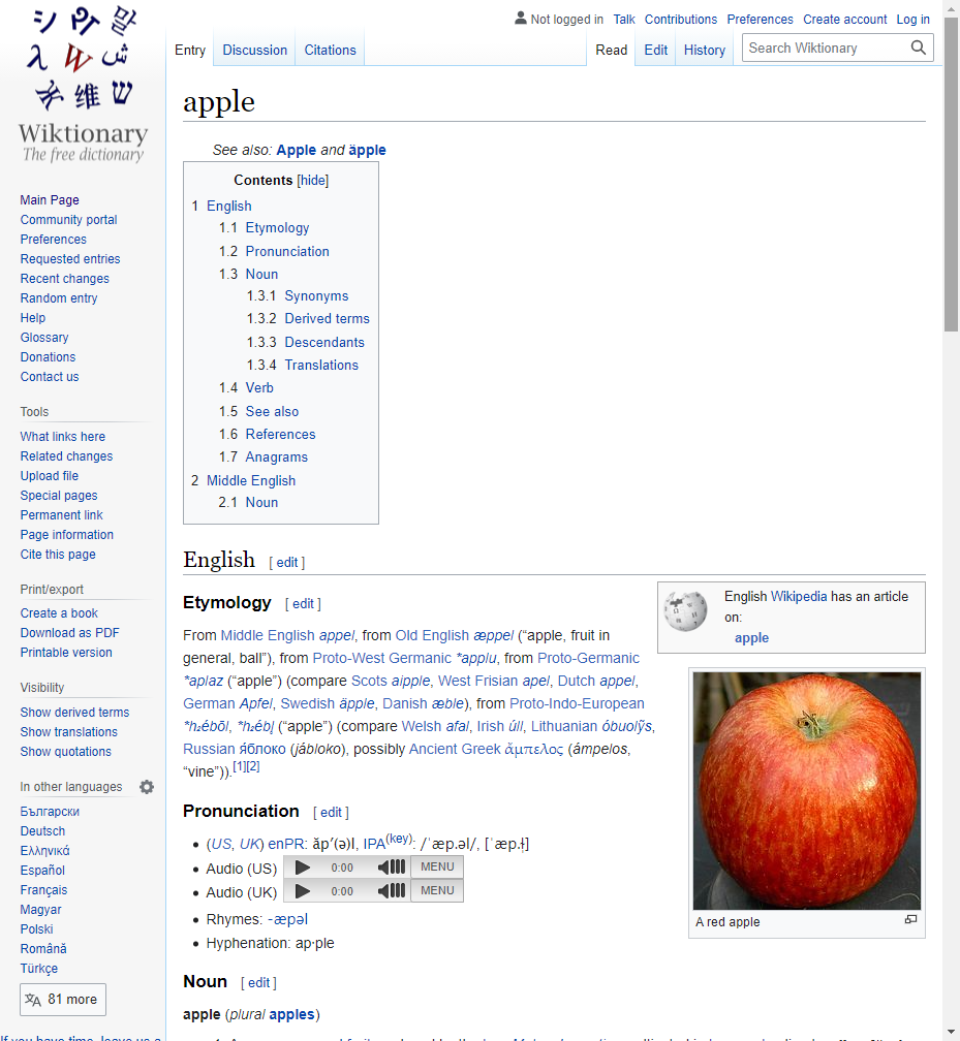 Not logged in Talk Contributions Preferences Create account Log in
Entry Discussion Citations Read Edit History Search Wiktionary
Wiktionary
The free dictionary
Main Page
Community portal
Preferences
Requested entries
Recent changes
Random entry
Help
Glossary
Donations
Contact us
Tools
What links here
Related changes
Upload file
Special pages
Permanent link
Page information
Cite this page
Print/export
Create a book
Download as PDF
Printable version
Visibility
Show derived terms
Show translations
Show quotations
In other languages
Български
Deutsch
Ελληνικά
Español
Français
Magyar
Polski
Română
Türkçe
81 more
apple
See also: Apple and äpple
Contents [hide]
1 English
1.1 Etymology
1.2 Pronunciation
1.3 Noun
1.3.1 Synonyms
1.3.2 Derived terms
1.3.3 Descendants
1.3.4 Translations
1.4 Verb
1.5 See also
1.6 References
1.7 Anagrams
2 Middle English
2.1 Noun
English [ edit ]
English Wikipedia has an article
on:
apple
Etymology [ edit ]
From Middle English appel, from Old English æppel (“apple, fruit in
general, ball”), from Proto-West Germanic *applu, from Proto-Germanic
*aplaz (“apple”) (compare Scots aipple, West Frisian apel, Dutch appel,
German Apfel, Swedish äpple, Danish æble), from Proto-Indo-European
*h₂ébōl, *h₂ébl̥ (“apple”) (compare Welsh afal, Irish úll, Lithuanian óbuolỹs,
Russian я́блоко (jábloko), possibly Ancient Greek ἄμπελος (ámpelos,
“vine”)).[1][2]
A red apple
Pronunciation [ edit ]
(US, UK) enPR: ăp′(ə)l, IPA(key): /ˈæp.əl/, [ˈæp.ɫ]
Audio (US) 0:00 MENU
Audio (UK) 0:00 MENU
Rhymes: -æpəl
Hyphenation: ap‧ple
Noun [ edit ]
apple (plural apples)